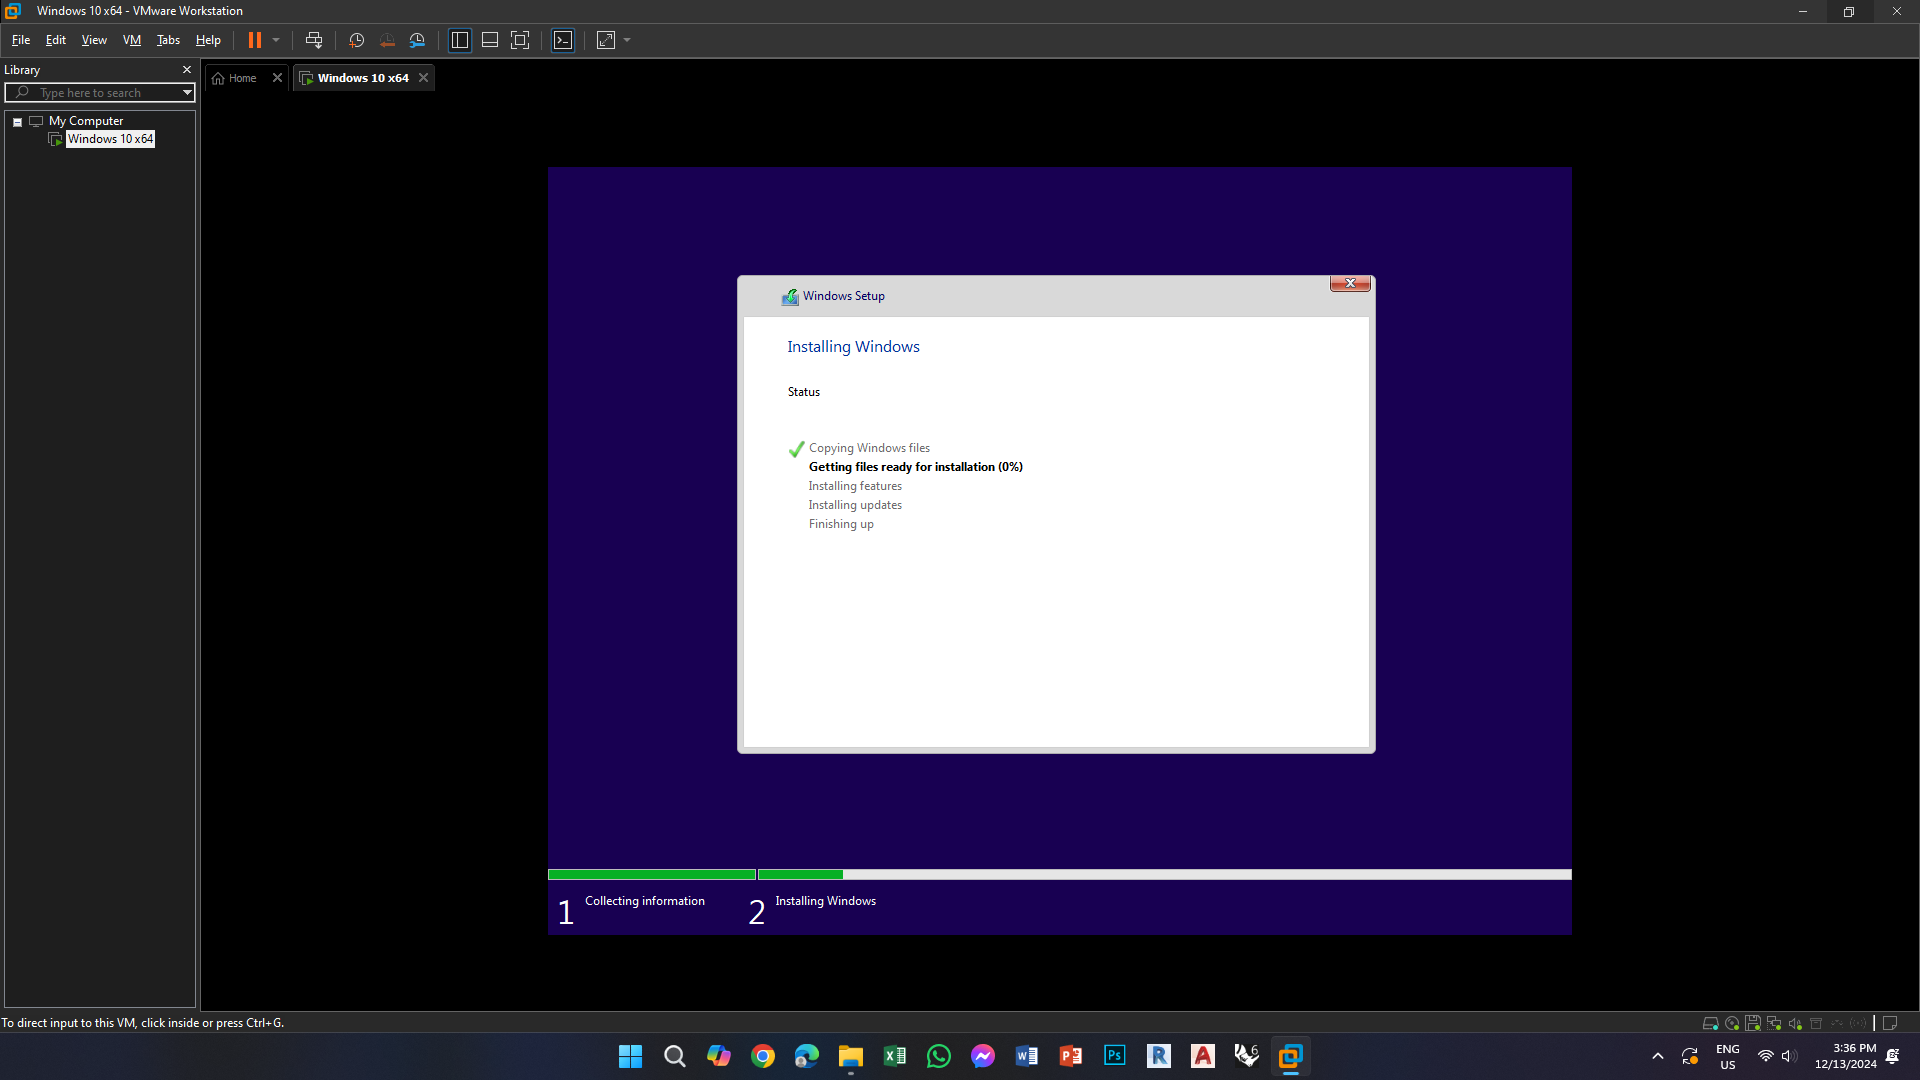 Windows 10 x64 - VMware Workstation
File Edit View VM Tabs Help
Library
Type here to search
My Computer
Windows 10 x64
Home
Windows 10 x64
Windows Setup
Installing Windows
Status
Copying Windows files
Getting files ready for installation (0%)
Installing features
Installing updates
Finishing up
1 Collecting information
2 Installing Windows
To direct input to this VM, click inside or press Ctrl+G.
ENG
US
3:36 PM
12/13/2024